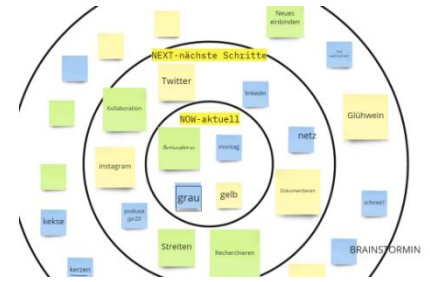 Neues
einbinden
NEXT-nächste Schritte
Twitter
linkedin
Kollaboration
Glühwein
NOW-aktuell
netz
montag
instagram
Dokumentieren
grau
gelb
schnee?
podcast
kekse
Streiten
Recherchieren
BRAINSTORMIN
kerzen